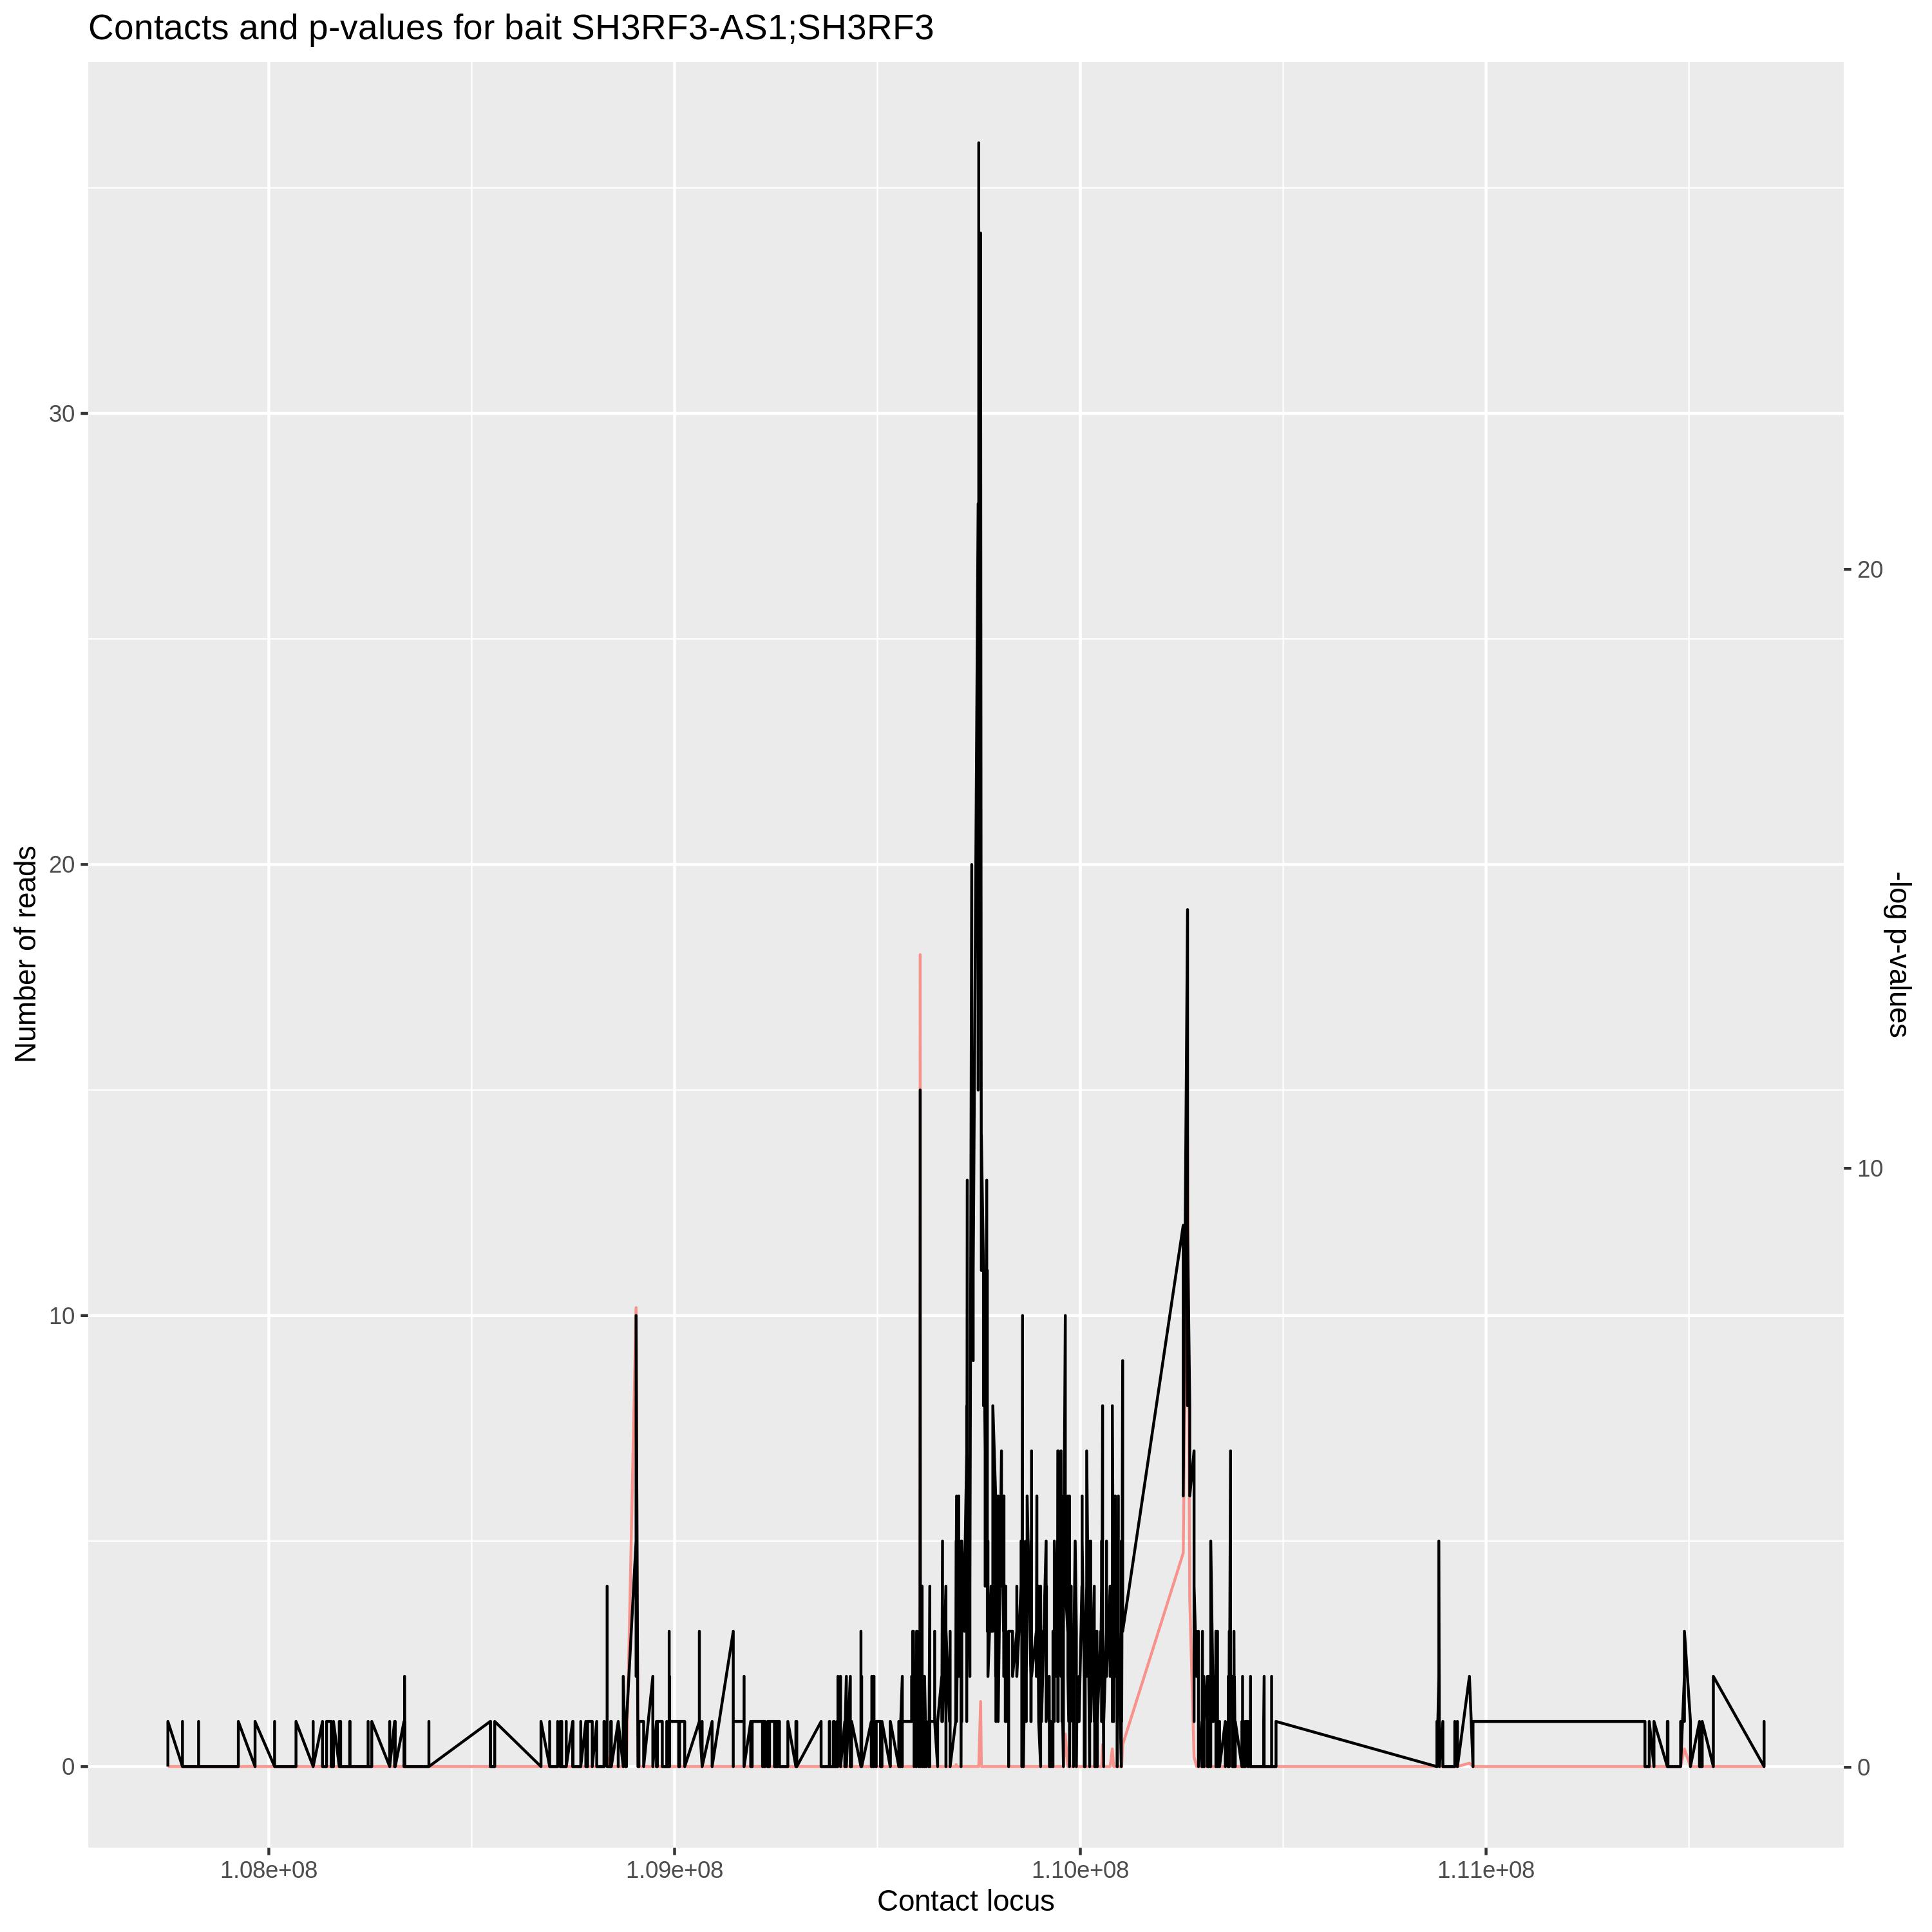 Contacts and p-values for bait SH3RF3-AS1;SH3RF3
30
20
10
0
20
10
0
Number of reads
-log p-values
1.08e+08 1.09e+08 1.10e+08 1.11e+08
Contact locus